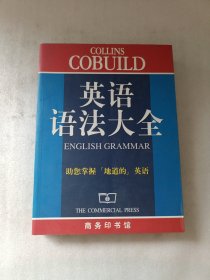 COLLINS
COBUILD
英语
语法大全
ENGLISH GRAMMAR
助您掌握「地道的」英语
THE COMMERCIAL PRESS
商务印书馆